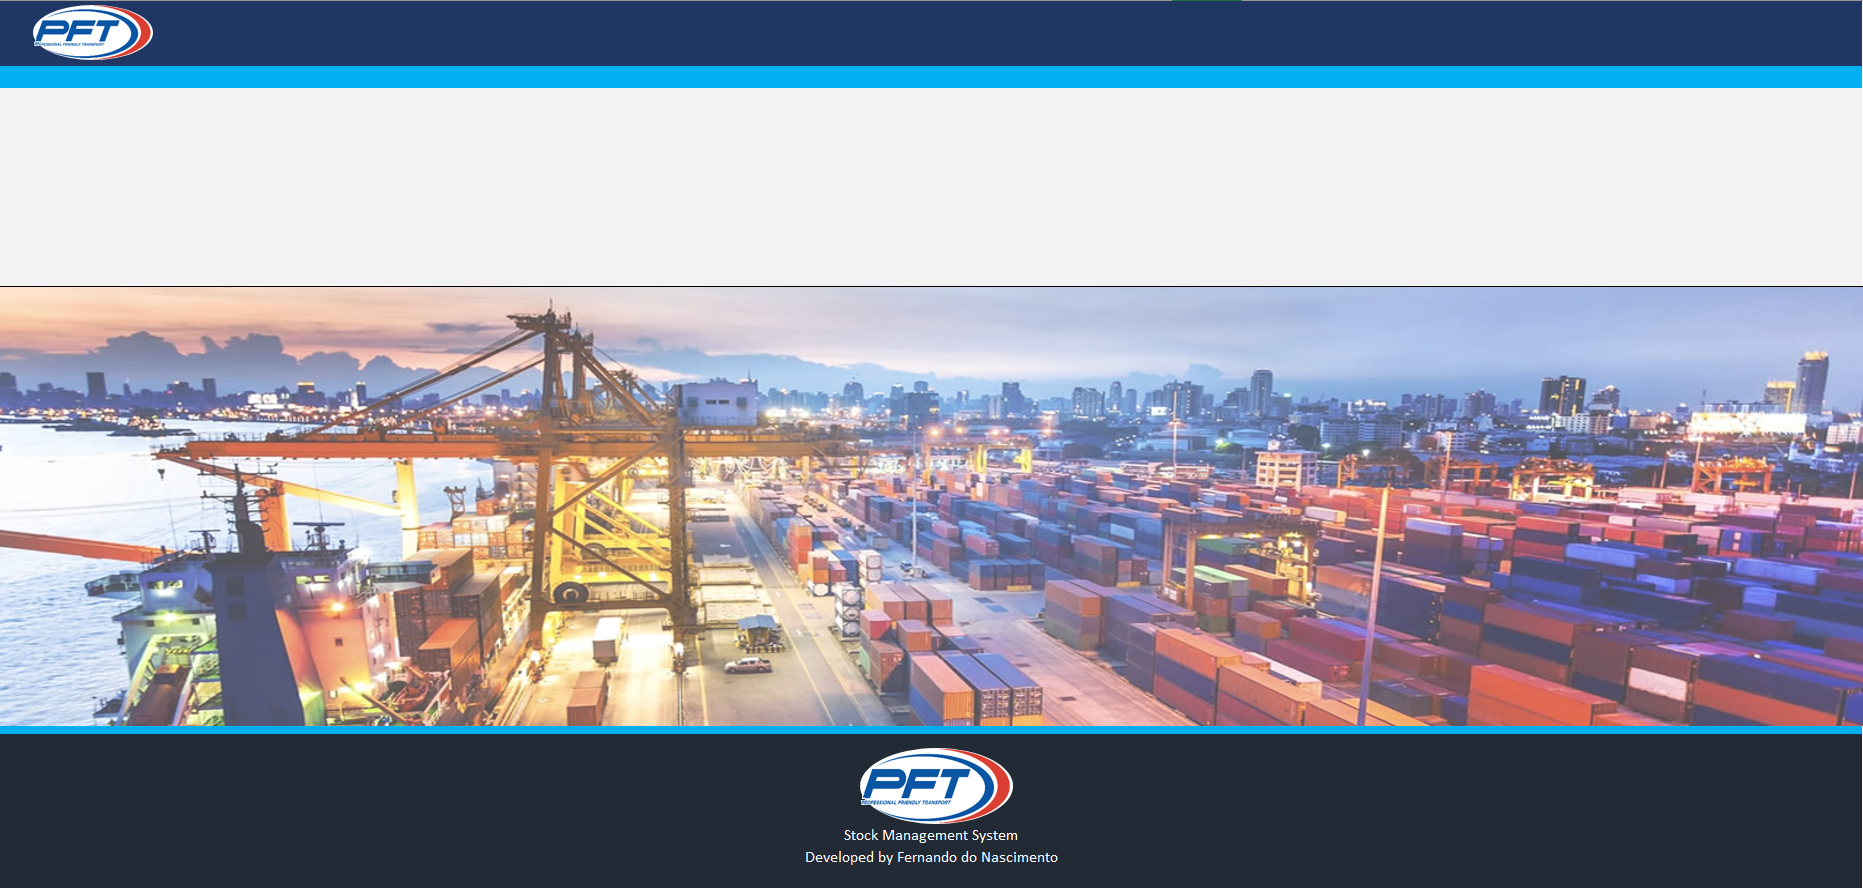 PFT
PROFESSIONAL FRIENDLY TRANSPORT
PFT
PROFESSIONAL FRIENDLY TRANSPORT
Stock Management System
Developed by Fernando do Nascimento